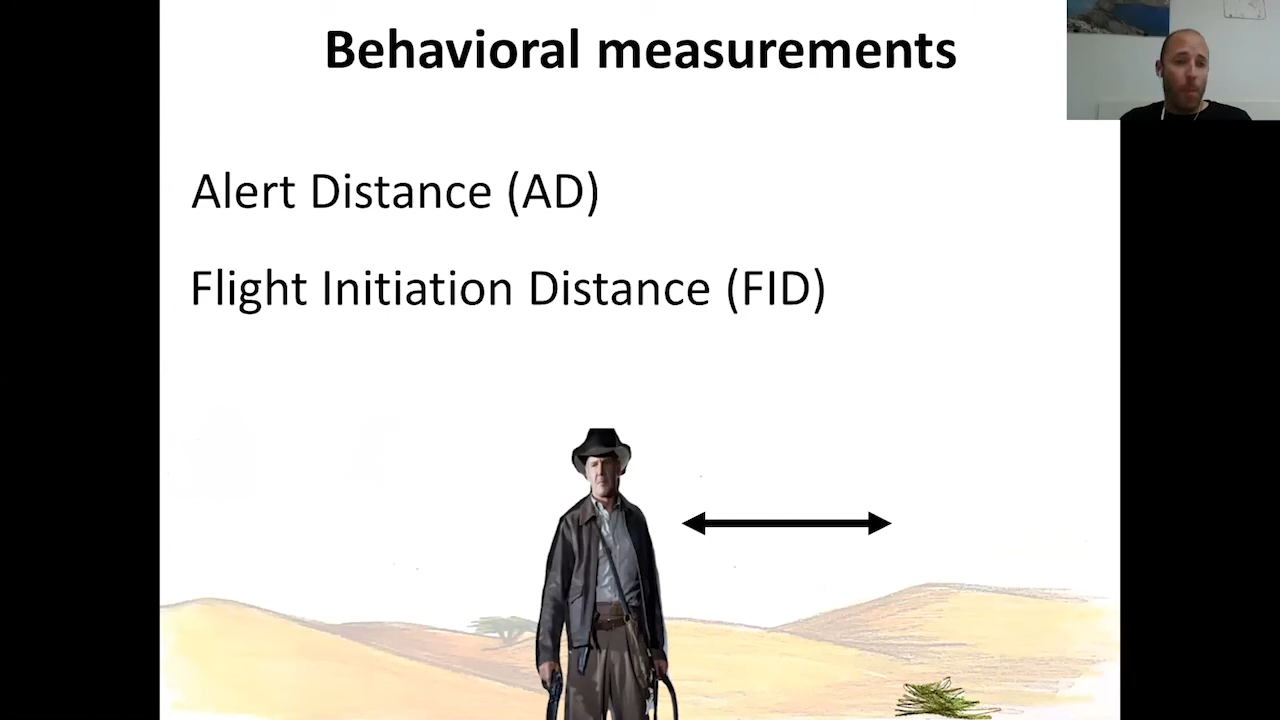 Behavioral measurements
Alert Distance (AD)
Flight Initiation Distance (FID)